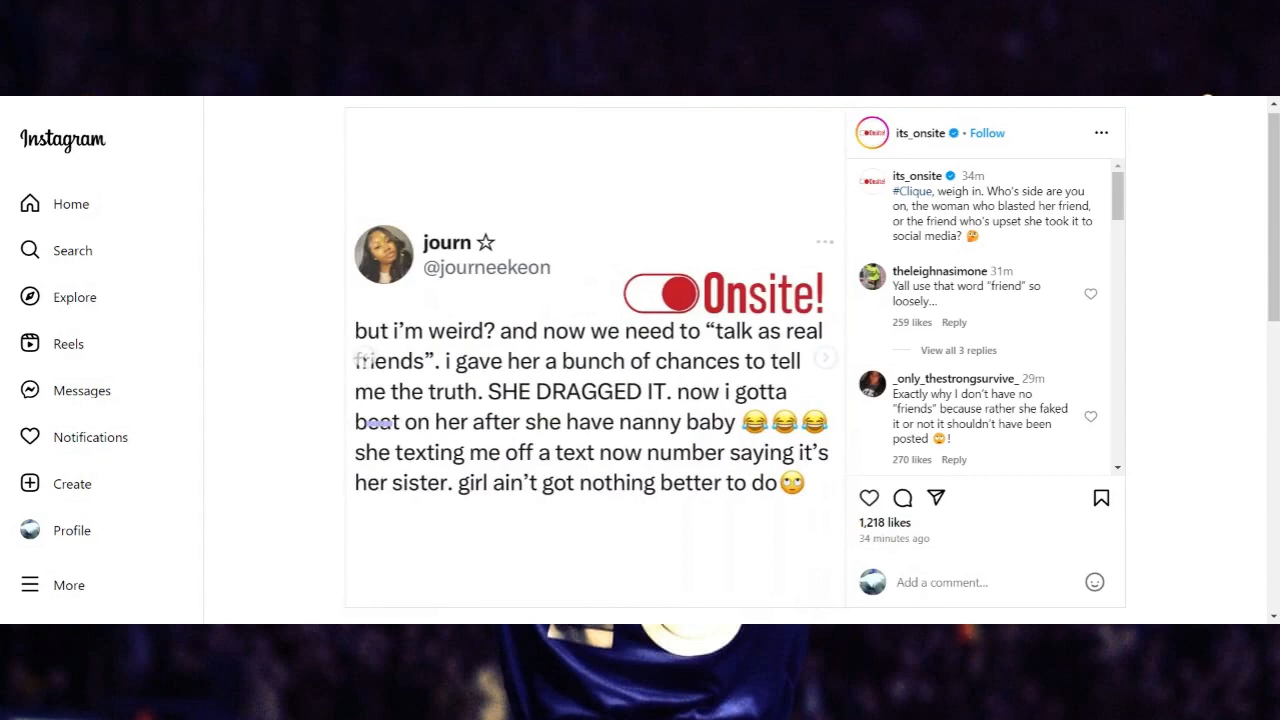 Instagram
Home
Search
Explore
Reels
Messages
Notifications
Create
Profile
More
journ ☆
@journeekeon
Onsite!
but i’m weird? and now we need to “talk as real
friends”. i gave her a bunch of chances to tell
me the truth. SHE DRAGGED IT. now i gotta
beat on her after she have nanny baby 😂😂😂
she texting me off a text now number saying it’s
her sister. girl ain’t got nothing better to do🙄
its_onsite • Follow
its_onsite 34m
#Clique, weigh in. Who's side are you
on, the woman who blasted her friend,
or the friend who's upset she took it to
social media? 🤔
theleighnasimone 31m
Yall use that word “friend” so
loosely...
259 likes Reply
View all 3 replies
_only_thestrongsurvive_ 29m
Exactly why I don’t have no
“friends” because rather she faked
it or not it shouldn’t have been
posted 🙄!
270 likes Reply
1,218 likes
34 minutes ago
Add a comment...